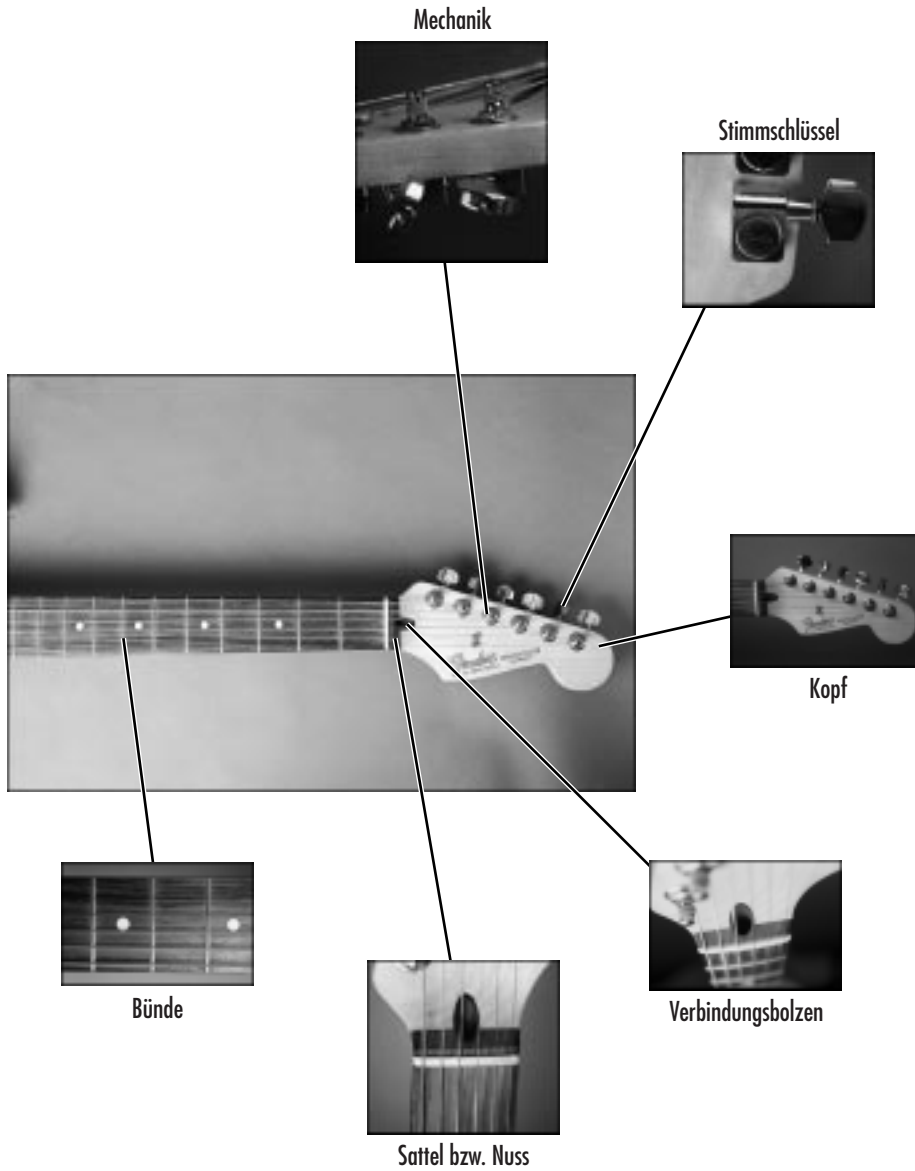 Mechanik
Stimmschlüssel
Kopf
Bünde
Verbindungsbolzen
Sattel bzw. Nuss